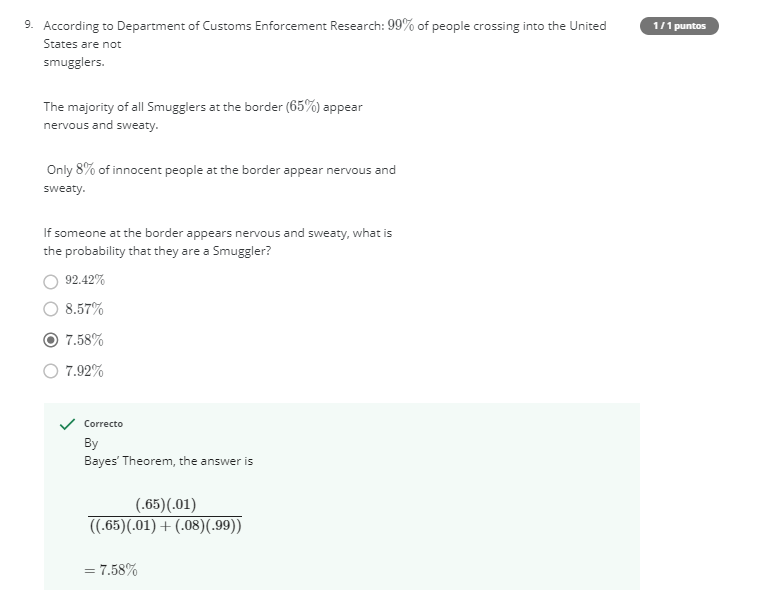 9. According to Department of Customs Enforcement Research: 99% of people crossing into the United
1 / 1 puntos
States are not
smugglers.
The majority of all Smugglers at the border (65%) appear
nervous and sweaty.
Only 8% of innocent people at the border appear nervous and
sweaty.
If someone at the border appears nervous and sweaty, what is
the probability that they are a Smuggler?
92.42%
8.57%
7.58%
7.92%
Correcto
By
Bayes' Theorem, the answer is
(.65)(.01)
((.65)(.01) + (.08)(.99))
= 7.58%